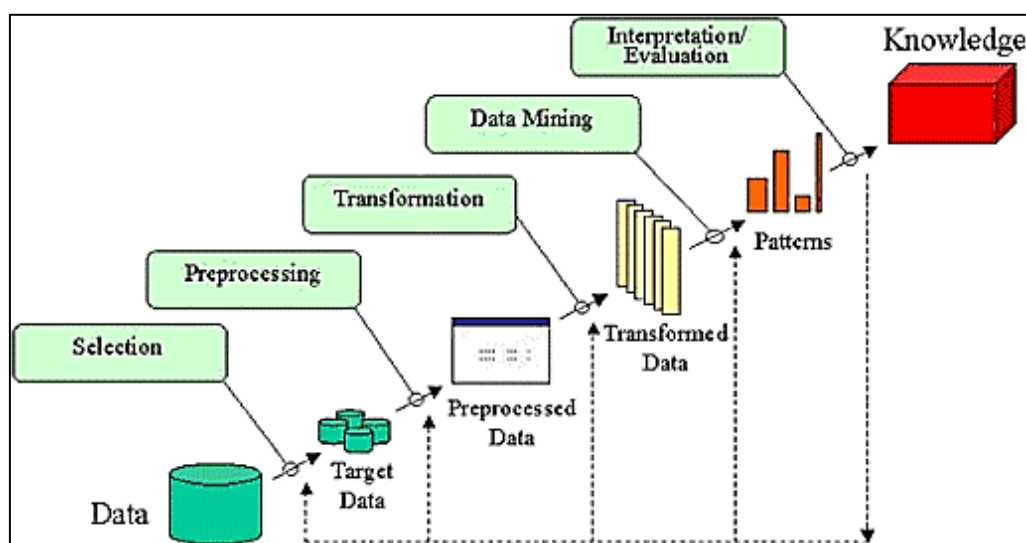 Interpretation/
Evaluation
Knowledge
Data Mining
Transformation
Patterns
Preprocessing
Transformed
Data
Selection
Preprocessed
Data
Target
Data
Data